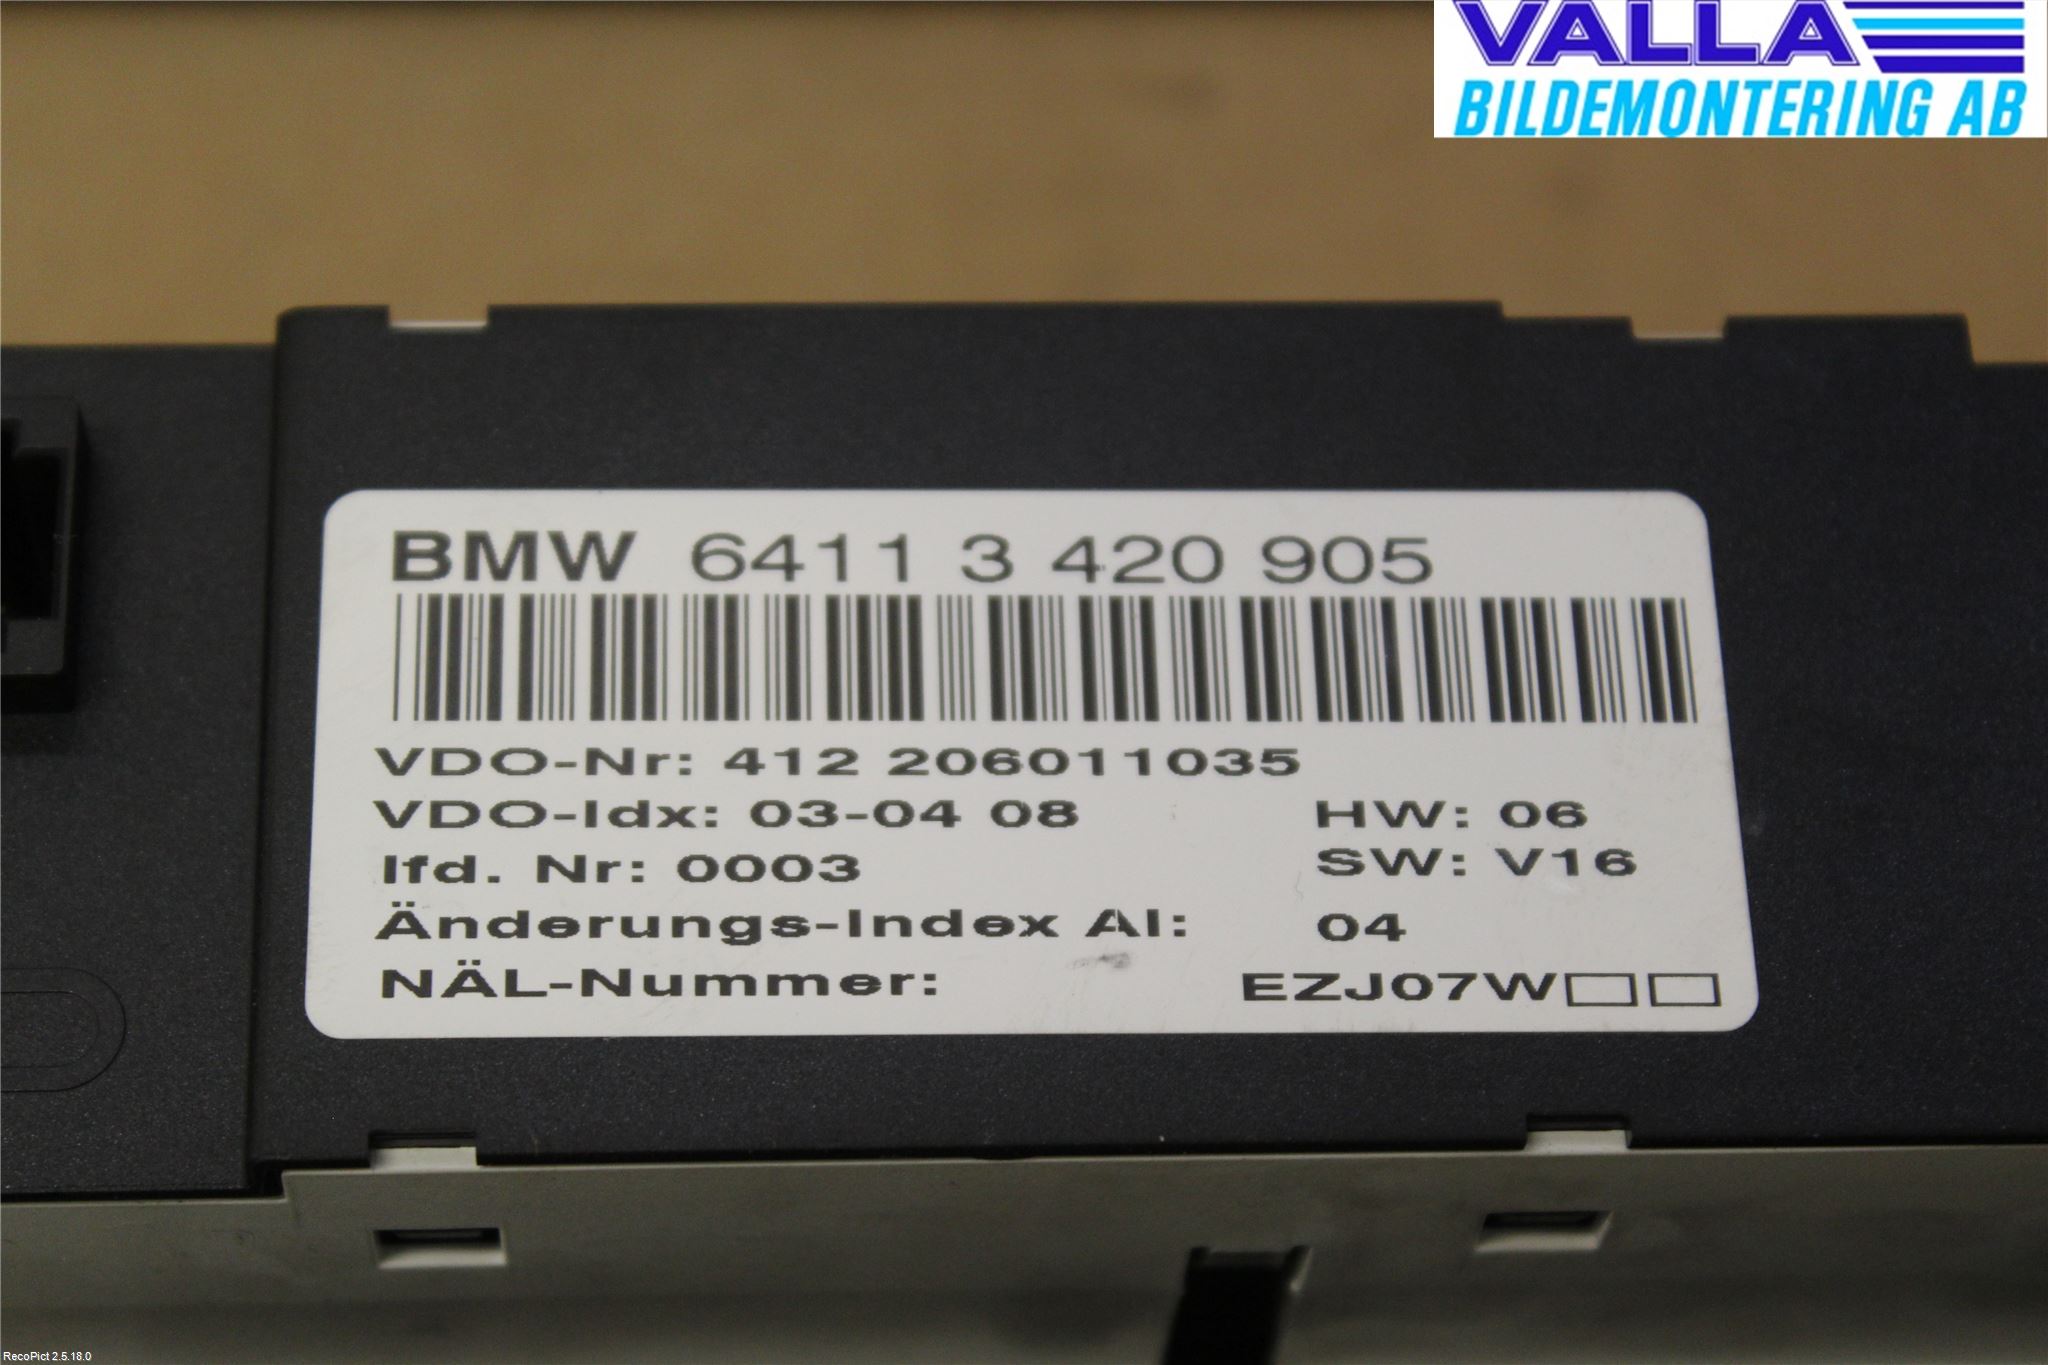 VALLA
BILDEMONTERING AB
BMW 6411 3 420 905
VDO-Nr: 412 206011035
VDO-Idx: 03-04 08 HW: 06
lfd. Nr: 0003 SW: V16
Änderungs-Index AI: 04
NÄL-Nummer: EZJ07W□□
RecoPict 2.5.18.0